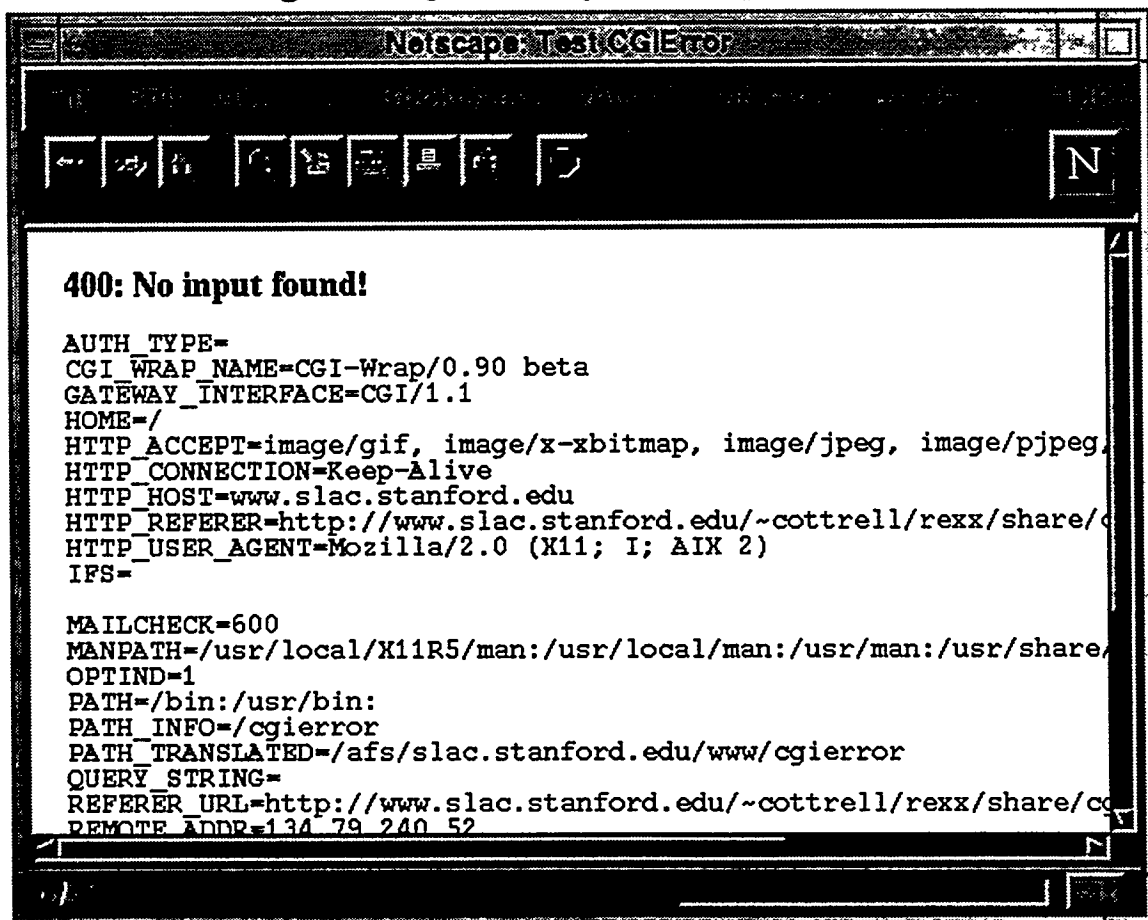 Netscape: Test CGIError
N
400: No input found!
AUTH_TYPE=
CGI_WRAP_NAME=CGI-Wrap/0.90 beta
GATEWAY_INTERFACE=CGI/1.1
HOME=/
HTTP_ACCEPT=image/gif, image/x-xbitmap, image/jpeg, image/pjpeg,
HTTP_CONNECTION=Keep-Alive
HTTP_HOST=www.slac.stanford.edu
HTTP_REFERER=http://www.slac.stanford.edu/~cottrell/rexx/share/c
HTTP_USER_AGENT=Mozilla/2.0 (X11; I; AIX 2)
IFS=
MAILCHECK=600
MANPATH=/usr/local/X11R5/man:/usr/local/man:/usr/man:/usr/share/
OPTIND=1
PATH=/bin:/usr/bin:
PATH_INFO=/cgierror
PATH_TRANSLATED=/afs/slac.stanford.edu/www/cgierror
QUERY_STRING=
REFERER_URL=http://www.slac.stanford.edu/~cottrell/rexx/share/cg
REMOTE_ADDR=134.79.240.52